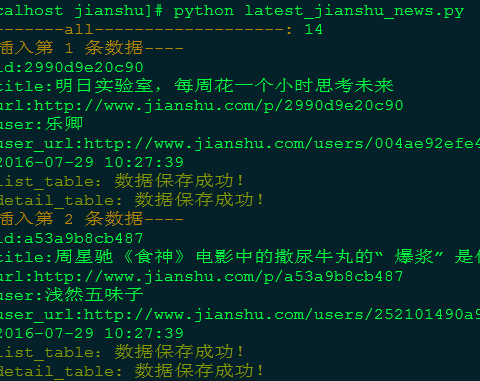 calhost jianshu]# python latest_jianshu_news.py
-------all-------------------: 14
插入第 1 条数据----
id:2990d9e20c90
title:明日实验室，每周花一个小时思考未来
url:http://www.jianshu.com/p/2990d9e20c90
user:乐卿
user_url:http://www.jianshu.com/users/004ae92efe4
2016-07-29 10:27:39
list_table: 数据保存成功!
detail_table: 数据保存成功!
插入第 2 条数据----
id:a53a9b8cb487
title:周星驰《食神》电影中的撒尿牛丸的“ 爆浆” 是
url:http://www.jianshu.com/p/a53a9b8cb487
user:浅然五味子
user_url:http://www.jianshu.com/users/252101490a9
2016-07-29 10:27:39
list_table: 数据保存成功!
detail_table: 数据保存成功!